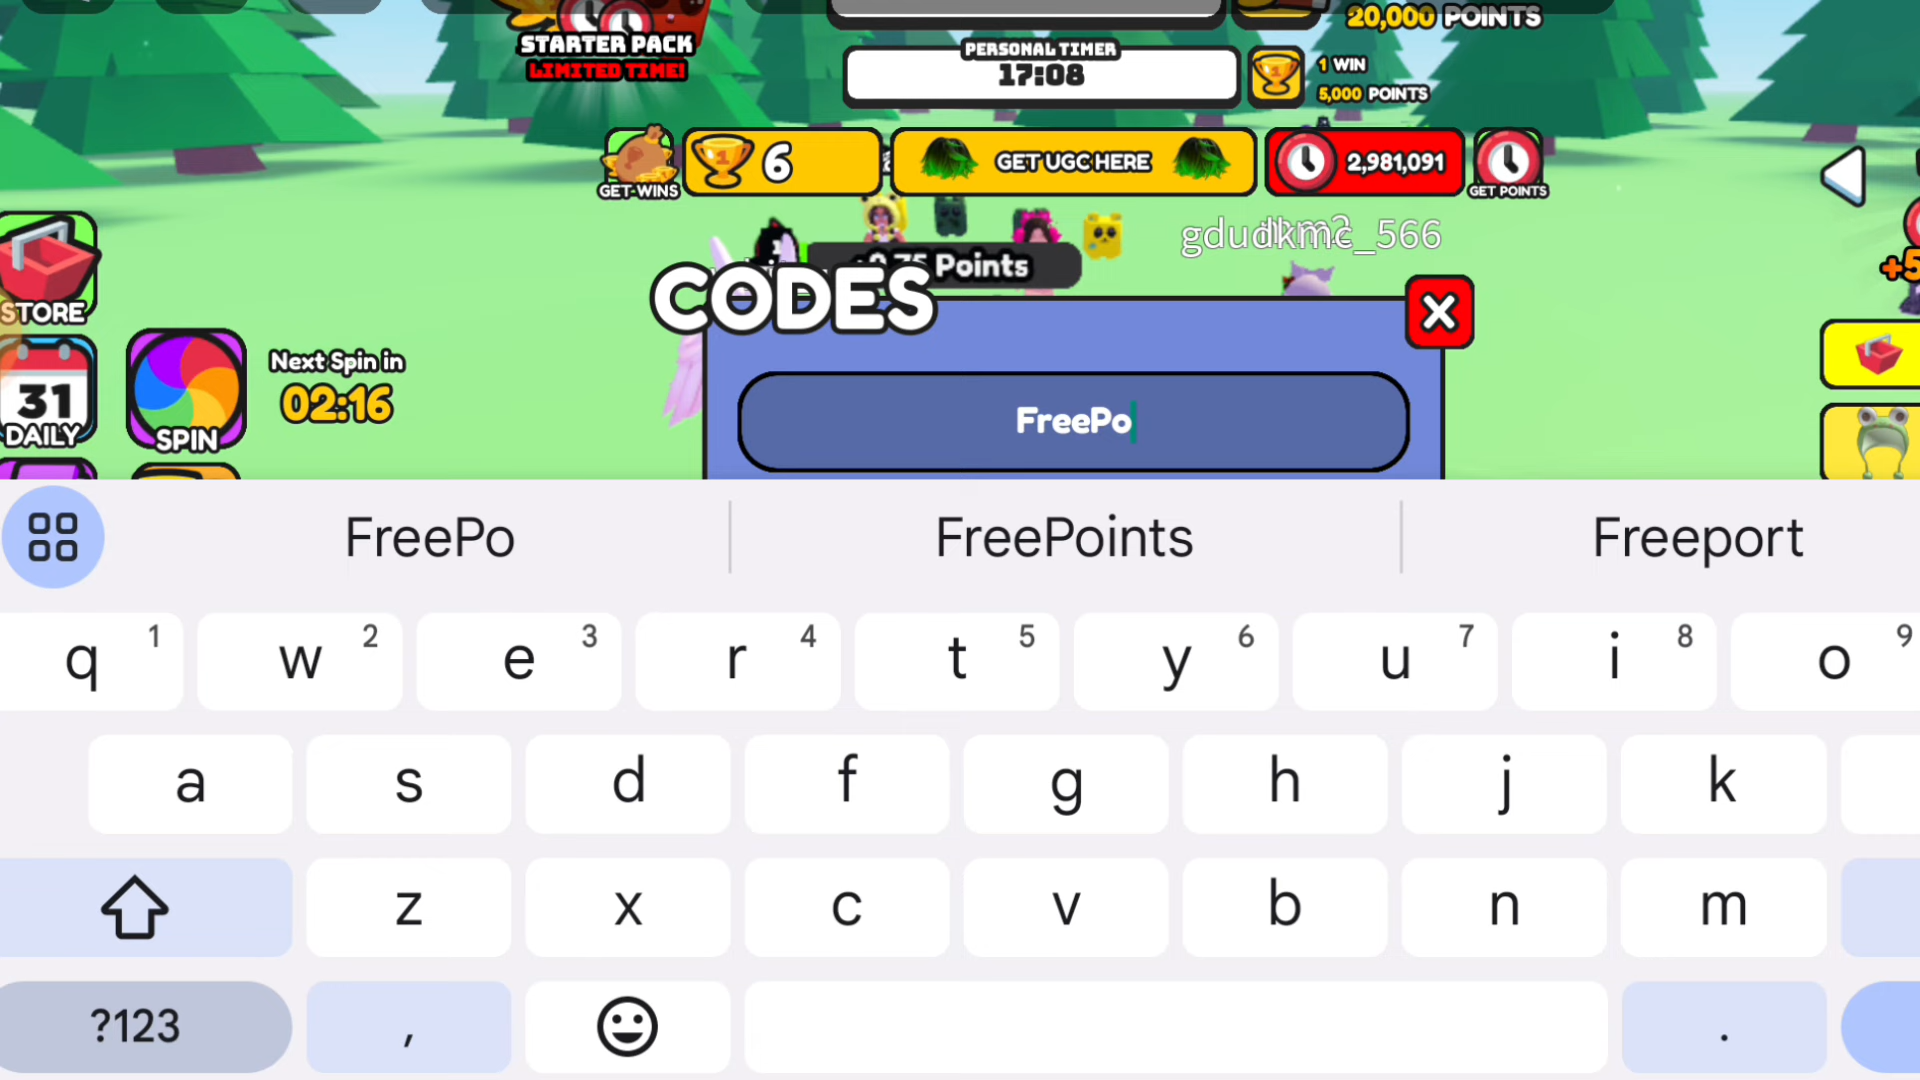 20,000 POINTS
STARTER PACK
LIMITED TIME!
PERSONAL TIMER
17:08
1 WIN
5,000 POINTS
GET WINS
1
6
GET UGC HERE
2,981,091
GET POINTS
Points
CODES
X
STORE
31
DAILY
SPIN
Next Spin in
02:16
FreePo
FreePo FreePoints Freeport
q 1 w 2 e 3 r 4 t 5 y 6 u 7 i 8 o 9
a s d f g h j k
z x c v b n m
?123 , .